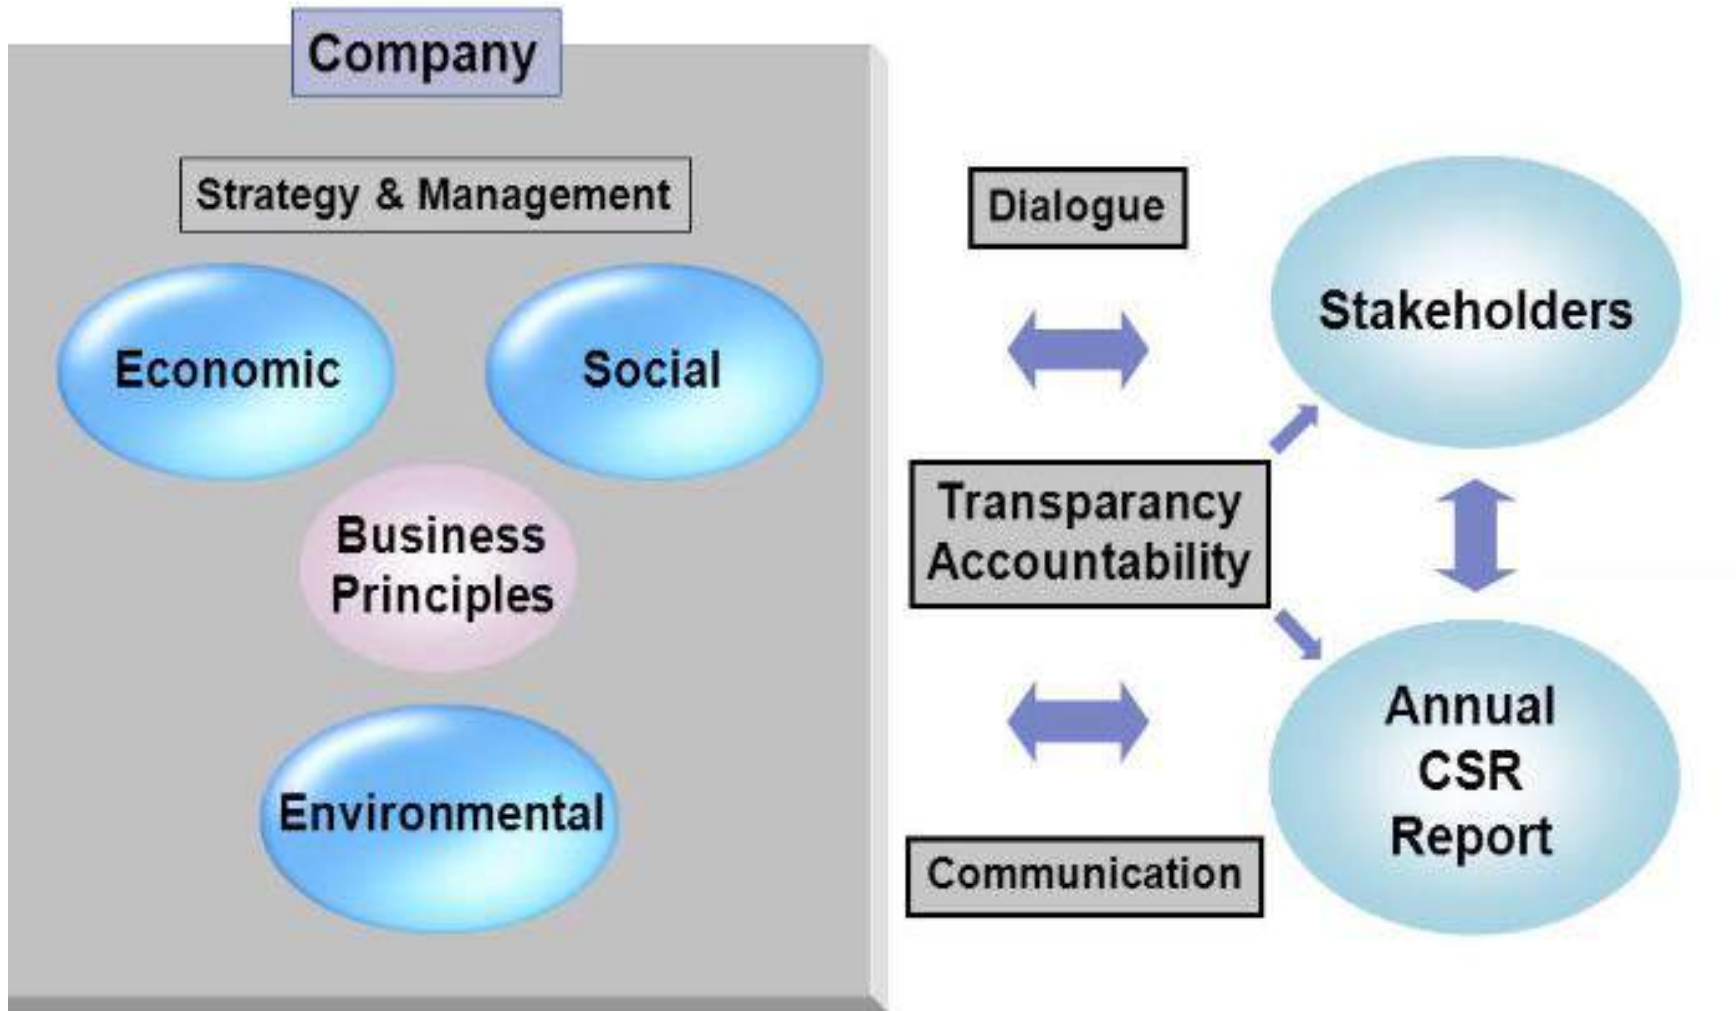 Company
Strategy & Management
Economic
Social
Business
Principles
Environmental
Dialogue
Stakeholders
Transparancy
Accountability
Annual
CSR
Report
Communication